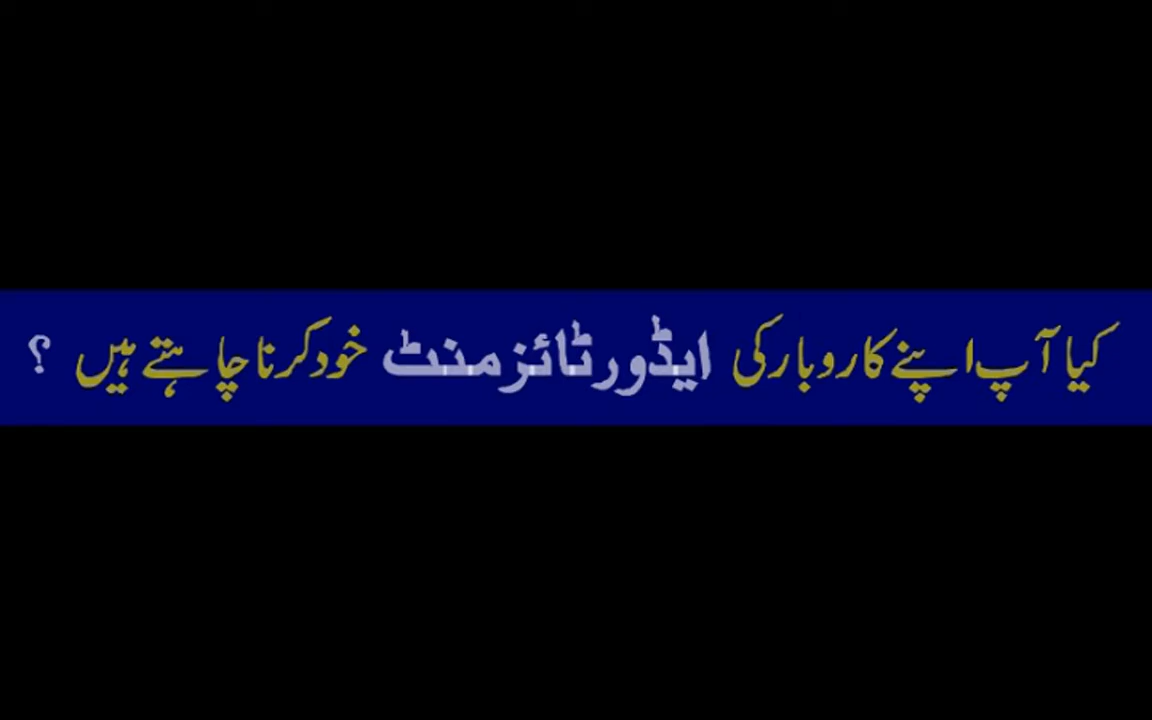 کیا آپ اپنے کاروبار کی ایڈورٹائزمنٹ خود کرنا چاہتے ہیں ؟